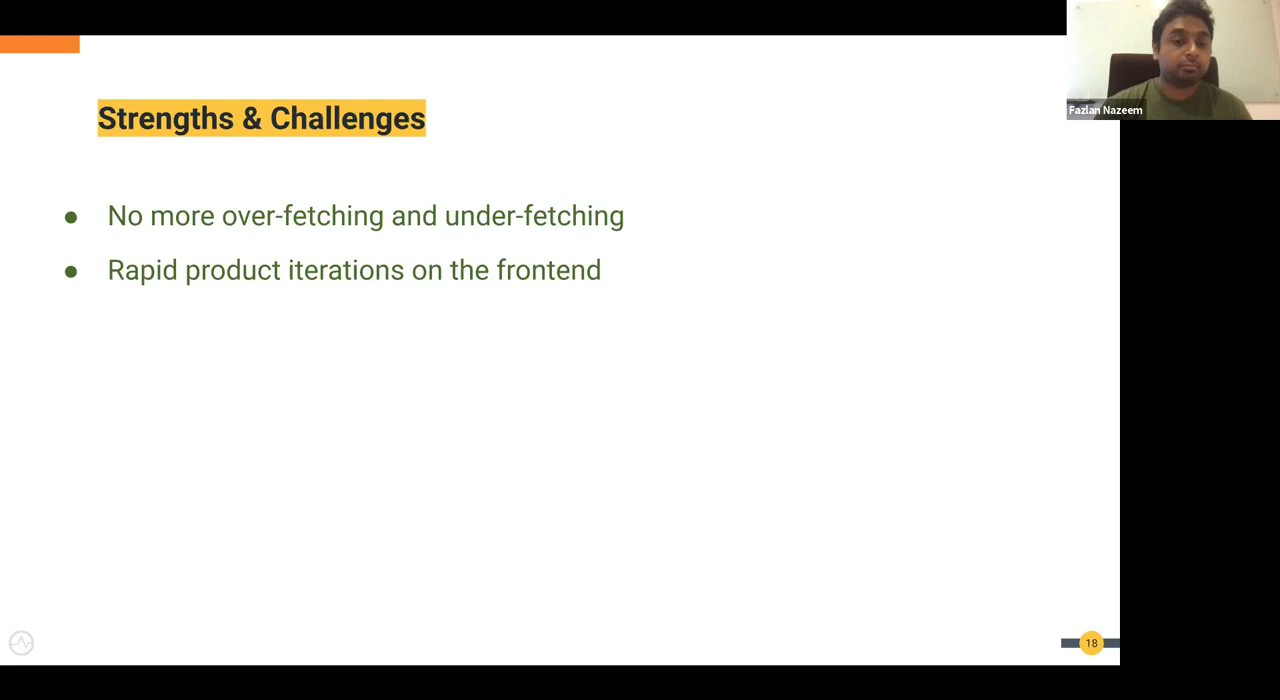 Strengths & Challenges
Fazlan Nazeem
● No more over-fetching and under-fetching
● Rapid product iterations on the frontend
18